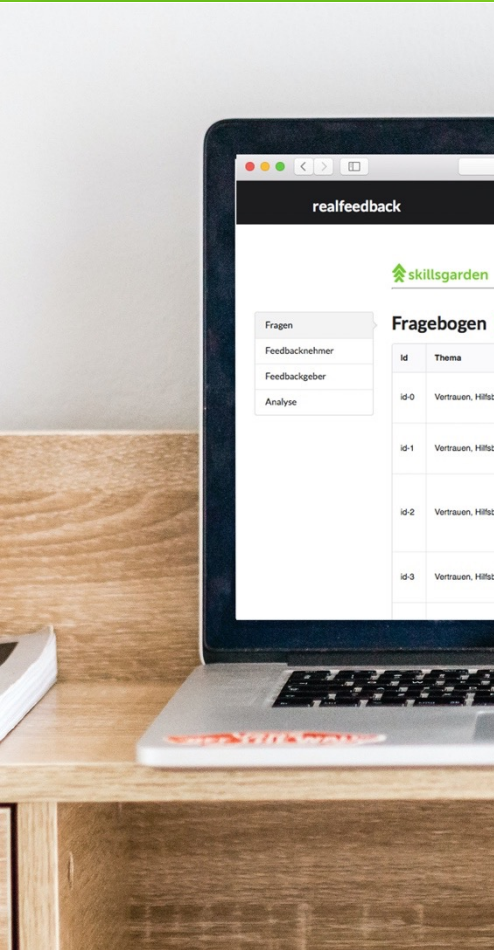 realfeedback
skillsgarden
Fragen
Feedbacknehmer
Feedbackgeber
Analyse
Fragebogen
Id Thema
id-0 Vertrauen, Hilfsb
id-1 Vertrauen, Hilfsb
id-2 Vertrauen, Hilfsb
id-3 Vertrauen, Hilfsb